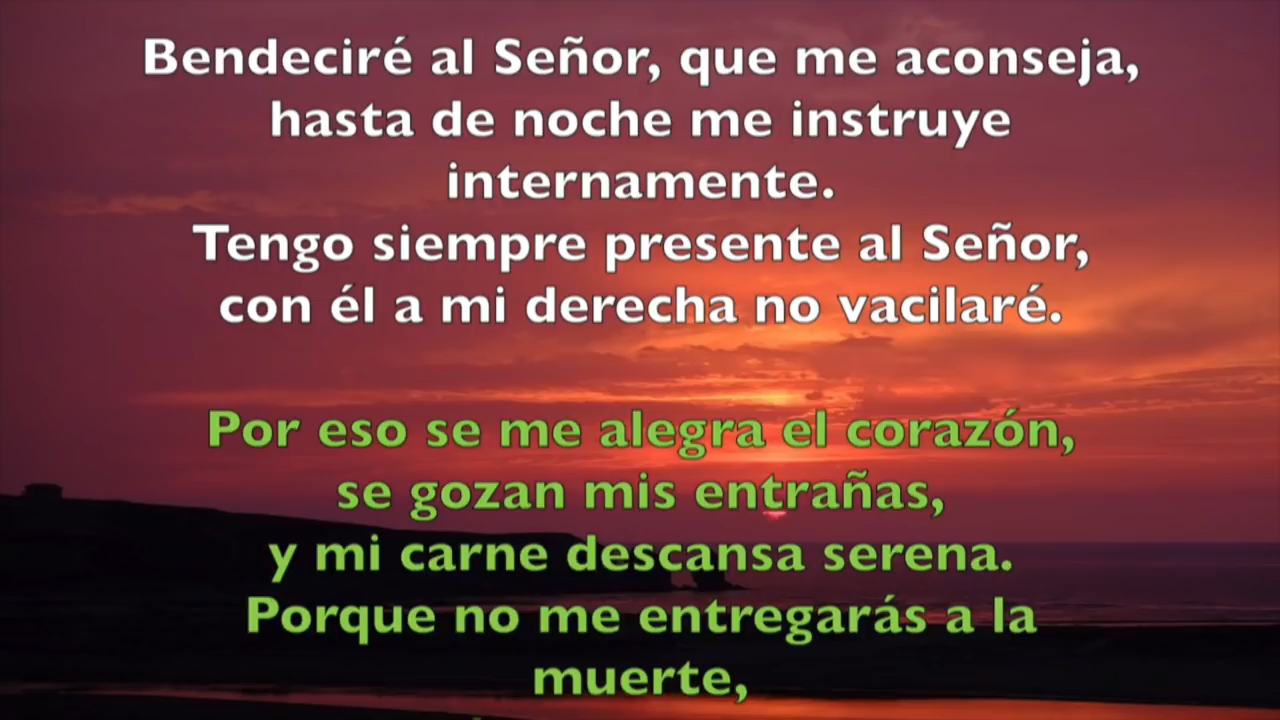 Bendeciré al Señor, que me aconseja,
hasta de noche me instruye
internamente.
Tengo siempre presente al Señor,
con él a mi derecha no vacilaré.
Por eso se me alegra el corazón,
se gozan mis entrañas,
y mi carne descansa serena.
Porque no me entregarás a la
muerte,